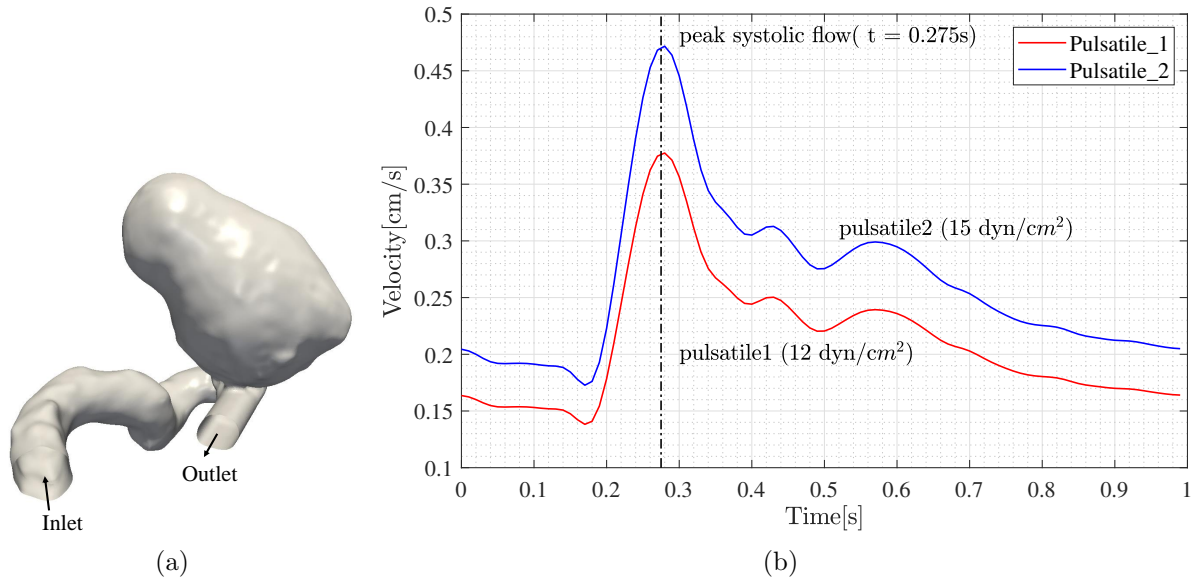 Outlet
Inlet
(a)
0.5
0.45
0.4
0.35
0.3
0.25
0.2
0.15
0.1
Velocity[cm/s]
peak systolic flow( t = 0.275s)
Pulsatile_1
Pulsatile_2
pulsatile2 (15 dyn/cm²)
pulsatile1 (12 dyn/cm²)
0 0.1 0.2 0.3 0.4 0.5 0.6 0.7 0.8 0.9 1
Time[s]
(b)